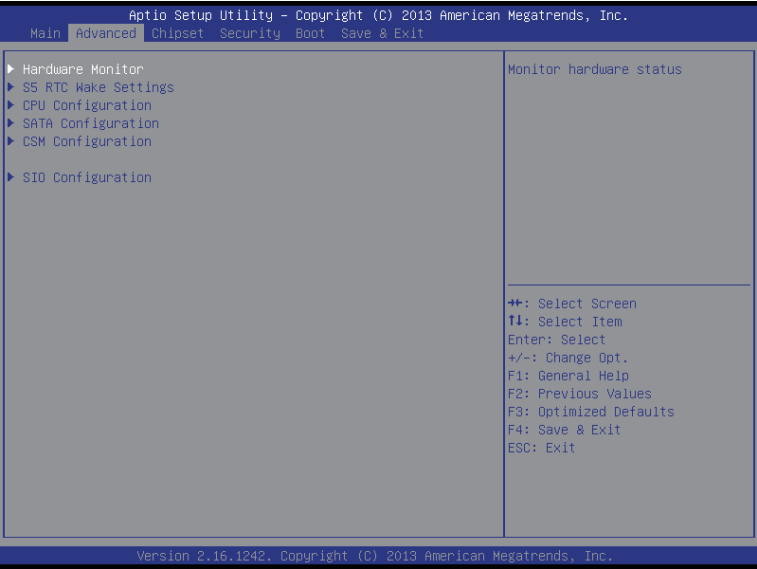 Aptio Setup Utility – Copyright (C) 2013 American Megatrends, Inc.
Main Advanced Chipset Security Boot Save & Exit
Hardware Monitor
S5 RTC Wake Settings
CPU Configuration
SATA Configuration
CSM Configuration
SIO Configuration
Monitor hardware status
→←: Select Screen
↑↓: Select Item
Enter: Select
+/-: Change Opt.
F1: General Help
F2: Previous Values
F3: Optimized Defaults
F4: Save & Exit
ESC: Exit
Version 2.16.1242. Copyright (C) 2013 American Megatrends, Inc.